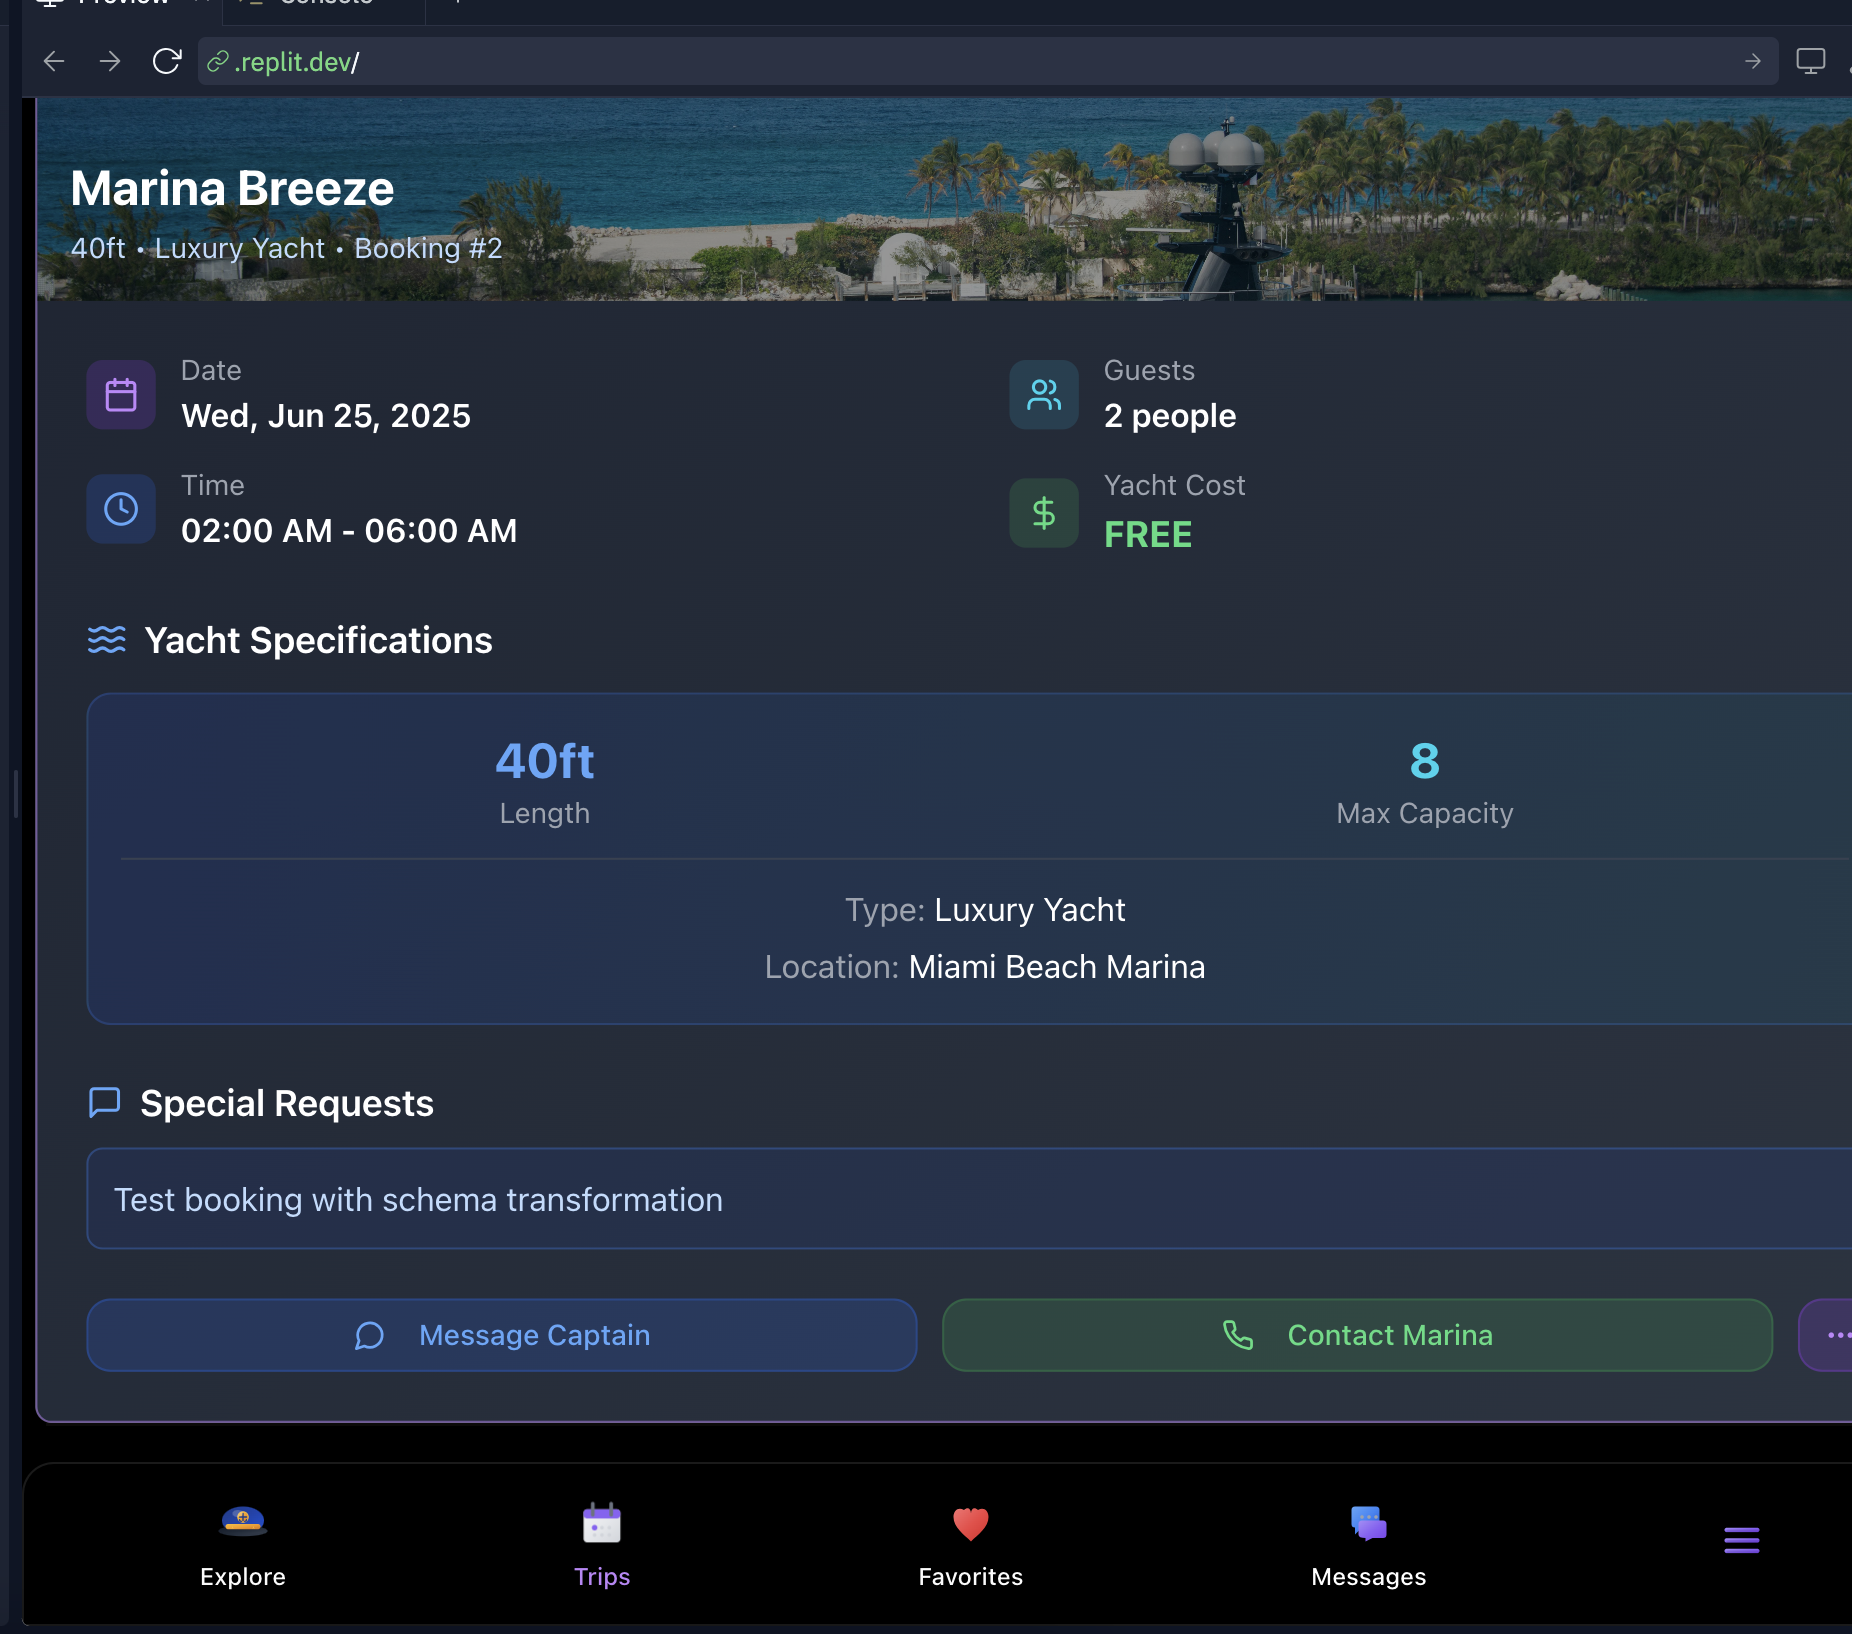 Preview
Console
.replit.dev/
Marina Breeze
40ft • Luxury Yacht • Booking #2
Date
Wed, Jun 25, 2025
Guests
2 people
Time
02:00 AM - 06:00 AM
Yacht Cost
FREE
Yacht Specifications
40ft
Length
8
Max Capacity
Type: Luxury Yacht
Location: Miami Beach Marina
Special Requests
Test booking with schema transformation
Message Captain
Contact Marina
Explore
Trips
Favorites
Messages